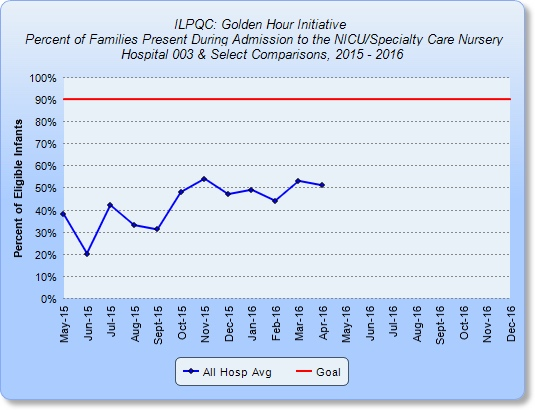 ILPQC: Golden Hour Initiative
Percent of Families Present During Admission to the NICU/Specialty Care Nursery
Hospital 003 & Select Comparisons, 2015 - 2016
Percent of Eligible Infants
100%
90%
80%
70%
60%
50%
40%
30%
20%
10%
0%
May-15
Jun-15
Jul-15
Aug-15
Sept-15
Oct-15
Nov-15
Dec-15
Jan-16
Feb-16
Mar-16
Apr-16
May-16
Jun-16
Jul-16
Aug-16
Sept-16
Oct-16
Nov-16
Dec-16
All Hosp Avg
Goal